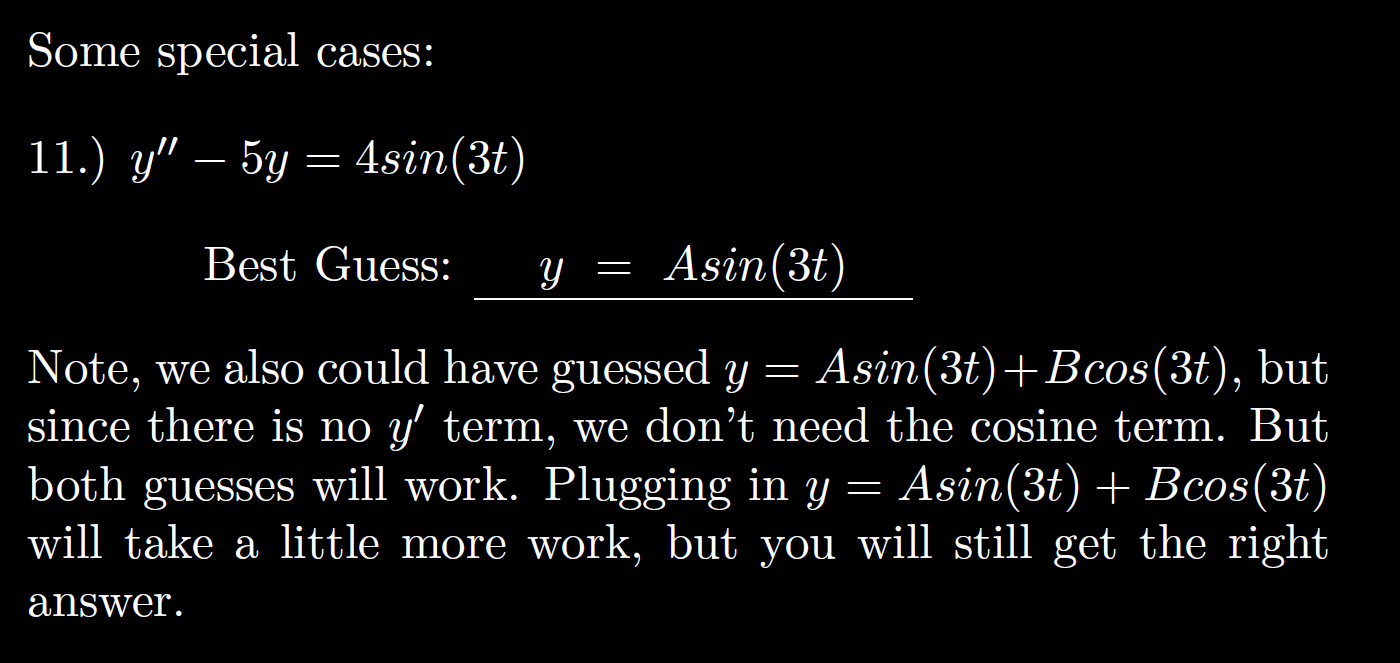 Some special cases:
11.) y′′ − 5y = 4sin(3t)
Best Guess: y = Asin(3t)
Note, we also could have guessed y = Asin(3t)+Bcos(3t), but
since there is no y′ term, we don’t need the cosine term. But
both guesses will work. Plugging in y = Asin(3t) + Bcos(3t)
will take a little more work, but you will still get the right
answer.